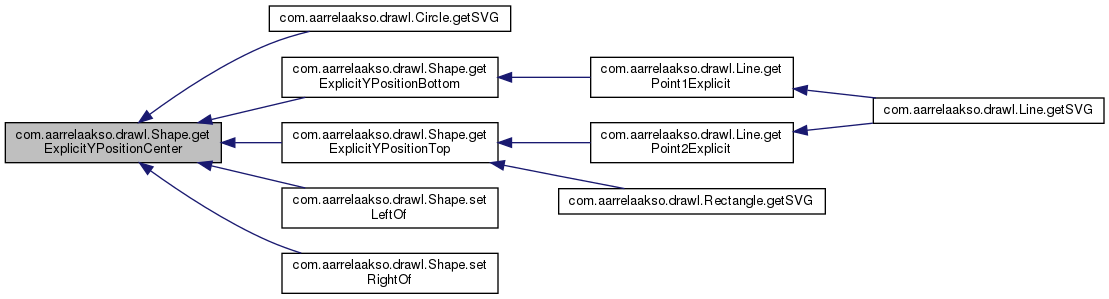 com.aarrelaakso.drawl.Circle.getSVG
com.aarrelaakso.drawl.Shape.get
ExplicitYPositionBottom
com.aarrelaakso.drawl.Line.get
Point1Explicit
com.aarrelaakso.drawl.Line.getSVG
com.aarrelaakso.drawl.Shape.get
ExplicitYPositionCenter
com.aarrelaakso.drawl.Shape.get
ExplicitYPositionTop
com.aarrelaakso.drawl.Line.get
Point2Explicit
com.aarrelaakso.drawl.Rectangle.getSVG
com.aarrelaakso.drawl.Shape.set
LeftOf
com.aarrelaakso.drawl.Shape.set
RightOf